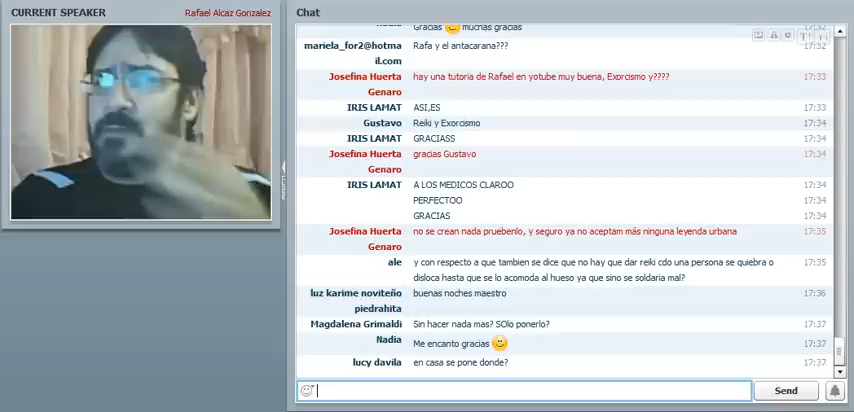 CURRENT SPEAKER
Rafael Alcaz Gonzalez
Chat
Gracias muchas gracias 17:32
mariela_for2@hotma Rafa y el antacarana??? 17:32
il.com
Josefina Huerta hay una tutoria de Rafael en yotube muy buena, Exorcismo y???? 17:33
Genaro
IRIS LAMAT ASI,ES 17:33
Gustavo Reiki y Exorcismo 17:34
IRIS LAMAT GRACIASS 17:34
Josefina Huerta gracias Gustavo 17:34
Genaro
IRIS LAMAT A LOS MEDICOS CLAROO 17:34
PERFECTOO 17:34
GRACIAS 17:34
Josefina Huerta no se crean nada pruebenlo, y seguro ya no aceptam más ninguna leyenda urbana 17:35
Genaro
ale y con respecto a que tambien se dice que no hay que dar reiki cdo una persona se quiebra o 17:35
disloca hasta que se lo acomoda al hueso ya que sino se soldaria mal?
luz karime noviteño buenas noches maestro 17:36
piedrahita
Magdalena Grimaldi Sin hacer nada mas? SOlo ponerlo? 17:37
Nadia Me encanto gracias 17:37
lucy davila en casa se pone donde? 17:37
Send